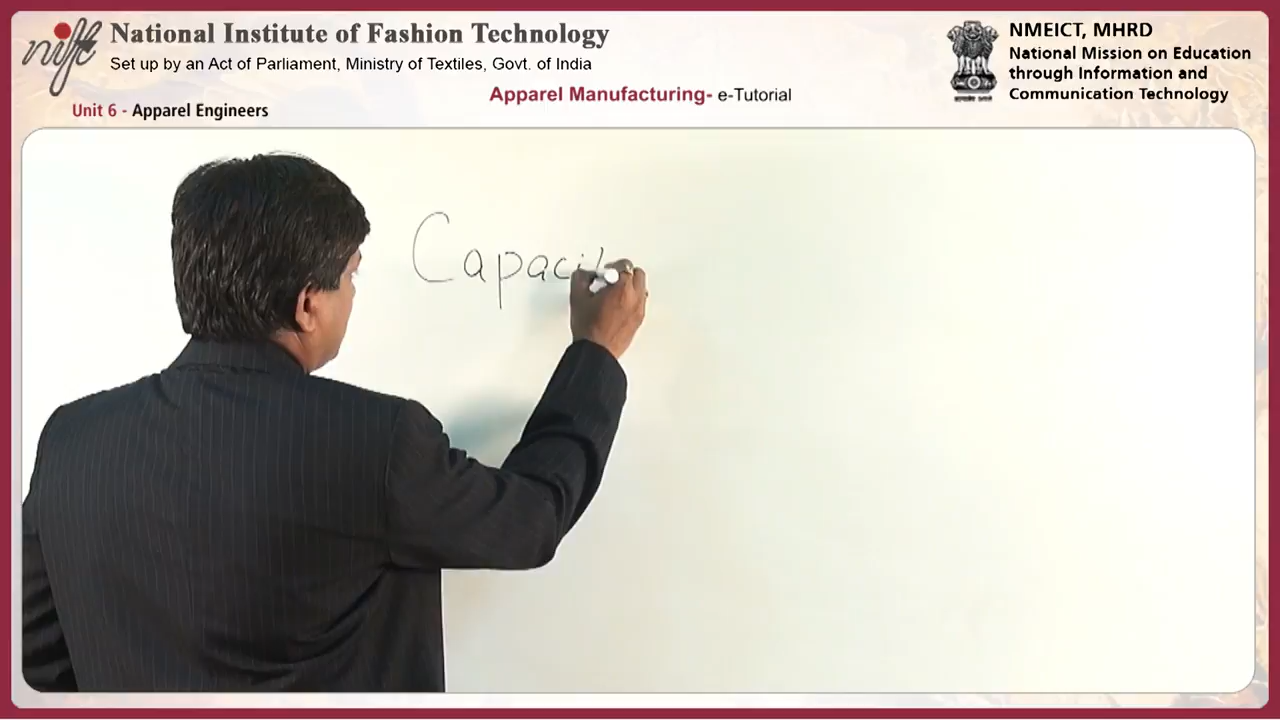 nift National Institute of Fashion Technology
Set up by an Act of Parliament, Ministry of Textiles, Govt. of India
NMEICT, MHRD
National Mission on Education
through Information and
Communication Technology
Apparel Manufacturing- e-Tutorial
Unit 6 - Apparel Engineers